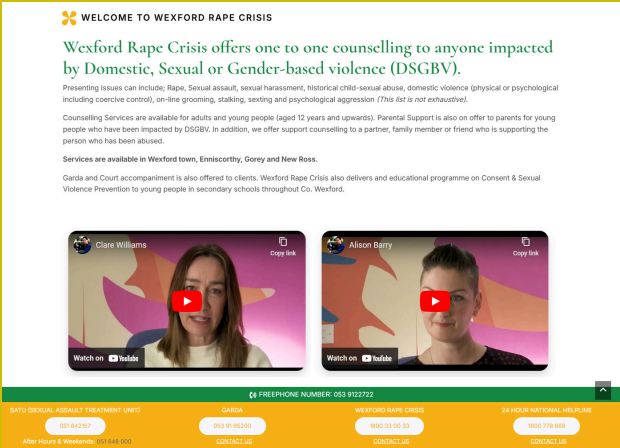 WELCOME TO WEXFORD RAPE CRISIS
Wexford Rape Crisis offers one to one counselling to anyone impacted
by Domestic, Sexual or Gender-based violence (DSGBV).
Presenting issues can include; Rape, Sexual assault, sexual harassment, historical child-sexual abuse, domestic violence (physical or psychological
including coercive control), on-line grooming, stalking, sexting and psychological aggression (This list is not exhaustive).
Counselling Services are available for adults and young people (aged 12 years and upwards). Parental Support is also on offer to parents for young
people who have been impacted by DSGBV. In addition, we offer support counselling to a partner, family member or friend who is supporting the
person who has been abused.
Services are available in Wexford town, Enniscorthy, Gorey and New Ross.
Garda and Court accompaniment is also offered to clients. Wexford Rape Crisis also delivers and educational programme on Consent & Sexual
Violence Prevention to young people in secondary schools throughout Co. Wexford.
Clare Williams
Copy link
Watch on YouTube
Alison Barry
Copy link
Watch on YouTube
FREEPHONE NUMBER: 053 9122722
SATU (SEXUAL ASSAULT TREATMENT UNIT)
051 842157
After Hours & Weekends: 051 848 000
GARDA
053 91 65200
CONTACT US
WEXFORD RAPE CRISIS
1800 33 00 33
CONTACT US
24 HOUR NATIONAL HELPLINE
1800 778 888
CONTACT US